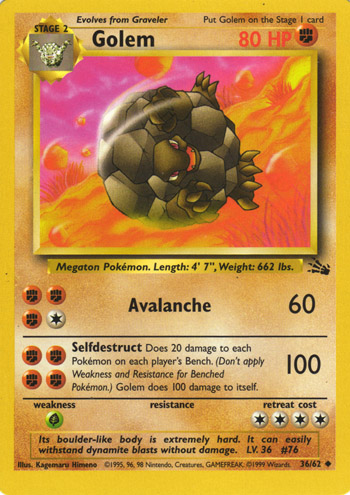 Evolves from Graveler
Put Golem on the Stage 1 card
STAGE 2
Golem
80 HP
Megaton Pokémon. Length: 4' 7", Weight: 662 lbs.
Avalanche
60
Selfdestruct Does 20 damage to each
Pokémon on each player's Bench. (Don't apply
Weakness and Resistance for Benched
Pokémon.) Golem does 100 damage to itself.
100
weakness
resistance
retreat cost
Its boulder-like body is extremely hard. It can
easily withstand dynamite blasts without damage. LV. 36 #76
Illus. Kagemaru Himeno
©1995, 96, 98 Nintendo, Creatures, GAMEFREAK. ©1999 Wizards.
36/62